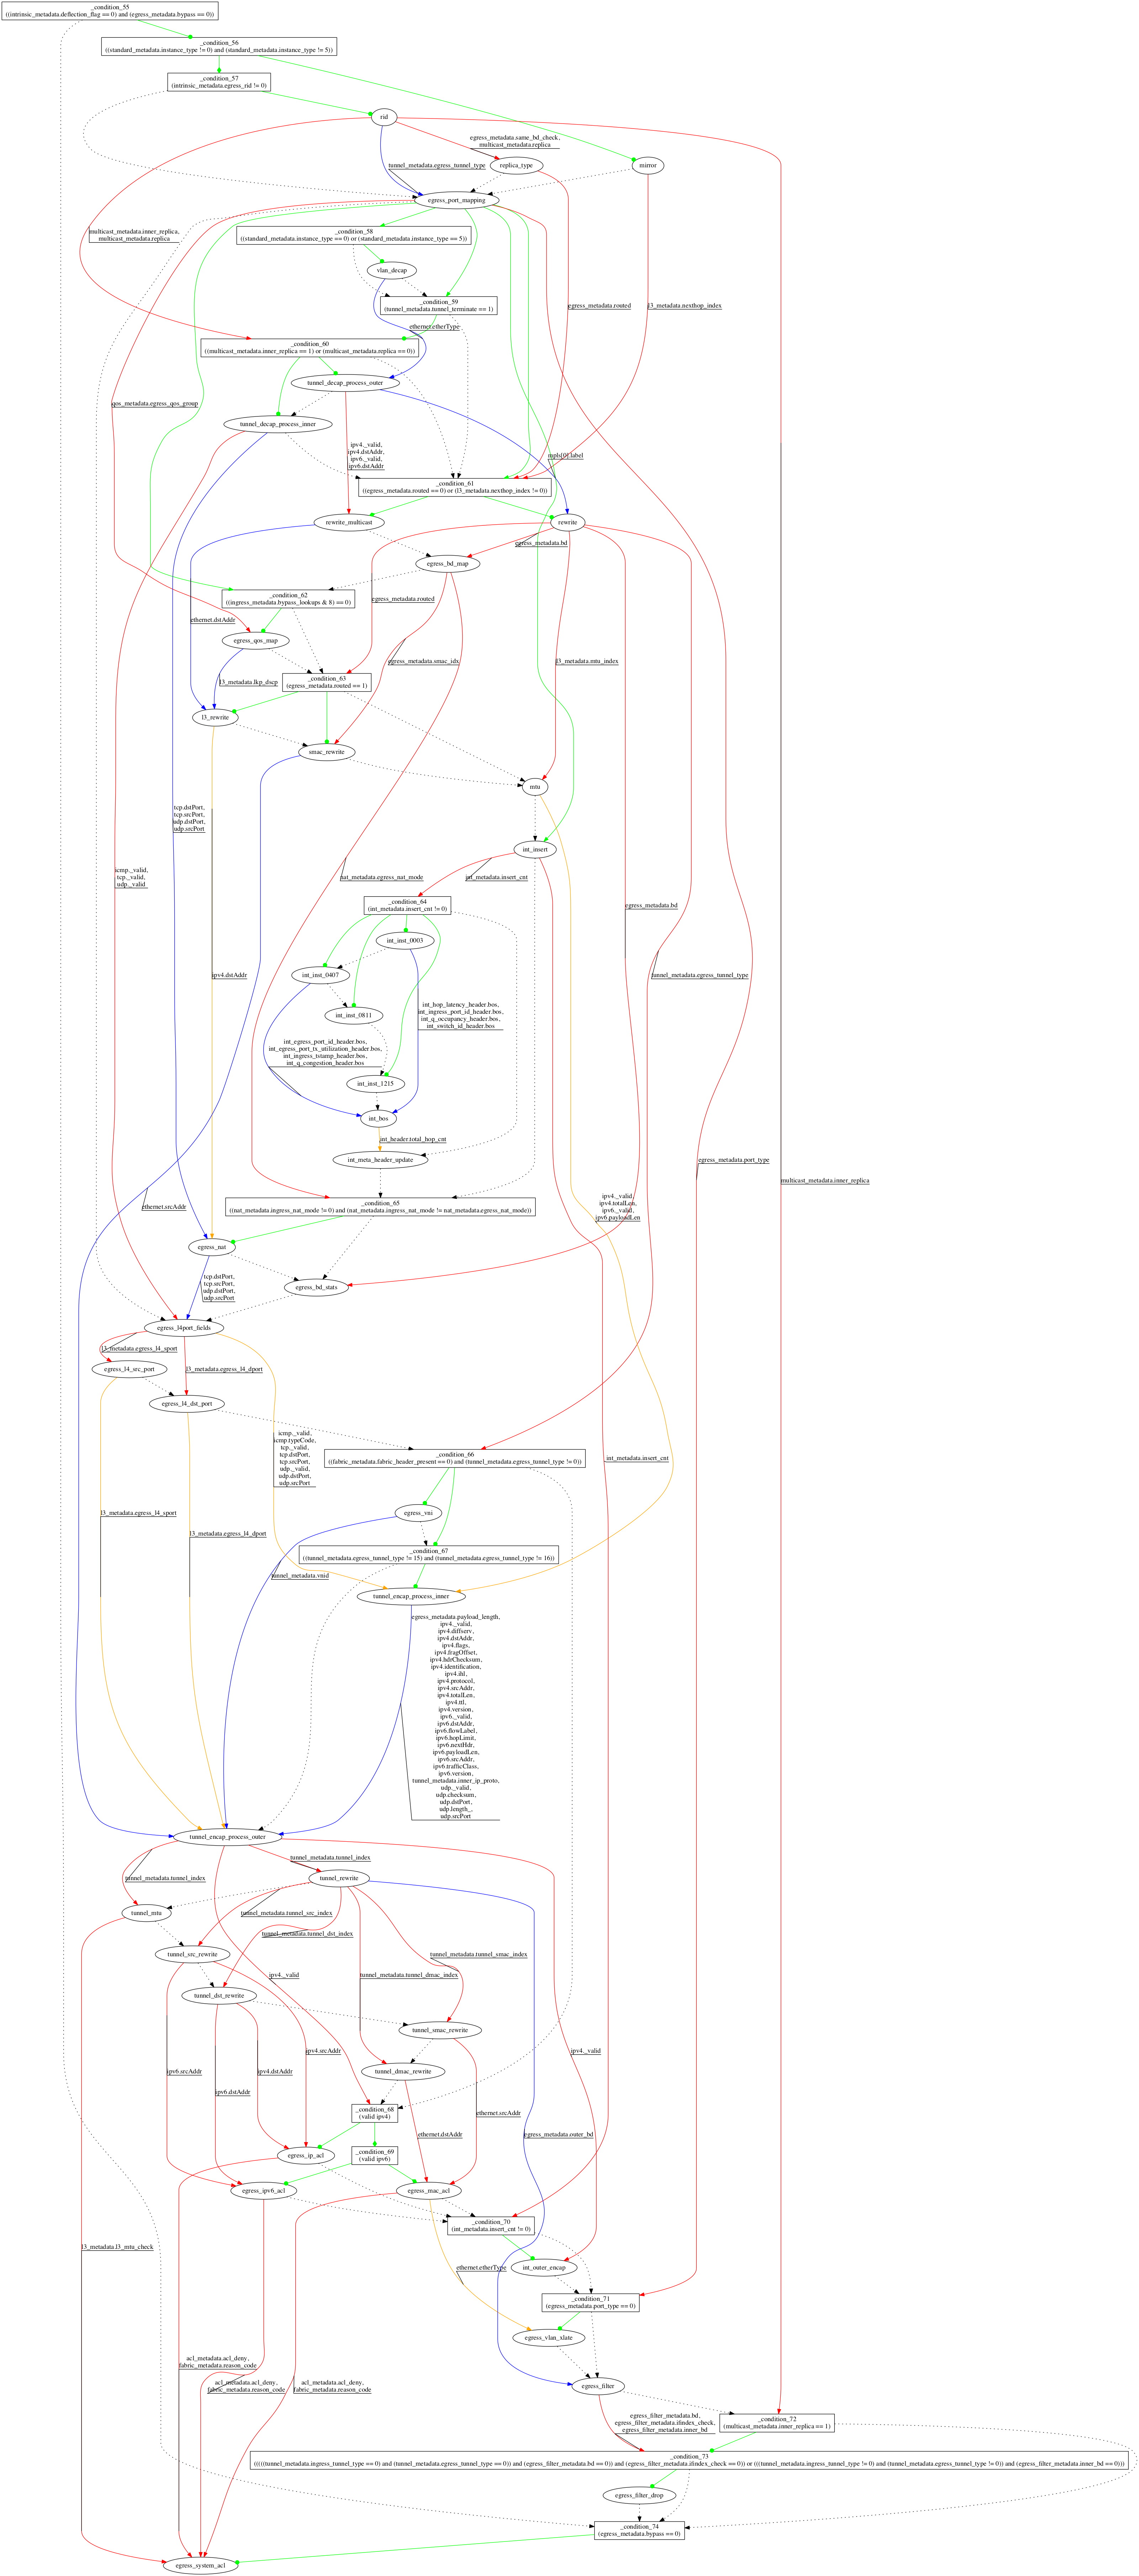 _condition_55
((intrinsic_metadata.deflection_flag == 0) and (egress_metadata.bypass == 0))
_condition_56
((standard_metadata.instance_type != 0) and (standard_metadata.instance_type != 5))
_condition_57
(intrinsic_metadata.egress_rid != 0)
rid
egress_metadata.same_bd_check,
multicast_metadata.replica
replica_type
mirror
tunnel_metadata.egress_tunnel_type
egress_port_mapping
multicast_metadata.inner_replica,
multicast_metadata.replica
_condition_58
((standard_metadata.instance_type == 0) or (standard_metadata.instance_type == 5))
vlan_decap
_condition_59
(tunnel_metadata.tunnel_terminate == 1)
egress_metadata.routed
l3_metadata.nexthop_index
ethernet.etherType
_condition_60
((multicast_metadata.inner_replica == 1) or (multicast_metadata.replica == 0))
tunnel_decap_process_outer
qos_metadata.egress_qos_group
tunnel_decap_process_inner
ipv4._valid,
ipv4.dstAddr,
ipv6._valid,
ipv6.dstAddr
mpls[0].label
_condition_61
((egress_metadata.routed == 0) or (l3_metadata.nexthop_index != 0))
rewrite_multicast
rewrite
egress_metadata.bd
egress_bd_map
_condition_62
((ingress_metadata.bypass_lookups & 8) == 0)
egress_metadata.routed
ethernet.dstAddr
egress_qos_map
egress_metadata.smac_idx
l3_metadata.mtu_index
l3_metadata.lkp_dscp
_condition_63
(egress_metadata.routed == 1)
l3_rewrite
smac_rewrite
mtu
tcp.dstPort,
tcp.srcPort,
udp.dstPort,
udp.srcPort
int_insert
icmp._valid,
tcp._valid,
udp._valid
nat_metadata.egress_nat_mode
int_metadata.insert_cnt
_condition_64
(int_metadata.insert_cnt != 0)
egress_metadata.bd
int_inst_0003
int_inst_0407
ipv4.dstAddr
tunnel_metadata.egress_tunnel_type
int_inst_0811
int_hop_latency_header.bos,
int_ingress_port_id_header.bos,
int_q_occupancy_header.bos,
int_switch_id_header.bos
int_egress_port_id_header.bos,
int_egress_port_tx_utilization_header.bos,
int_ingress_tstamp_header.bos,
int_q_congestion_header.bos
int_inst_1215
int_bos
int_header.total_hop_cnt
int_meta_header_update
egress_metadata.port_type
multicast_metadata.inner_replica
_condition_65
((nat_metadata.ingress_nat_mode != 0) and (nat_metadata.ingress_nat_mode != nat_metadata.egress_nat_mode))
ethernet.srcAddr
ipv4._valid,
ipv4.totalLen,
ipv6._valid,
ipv6.payloadLen
egress_nat
tcp.dstPort,
tcp.srcPort,
udp.dstPort,
udp.srcPort
egress_bd_stats
egress_l4port_fields
l3_metadata.egress_l4_sport
egress_l4_src_port
l3_metadata.egress_l4_dport
egress_l4_dst_port
icmp._valid,
icmp.typeCode,
tcp._valid,
tcp.dstPort,
tcp.srcPort,
udp._valid,
udp.dstPort,
udp.srcPort
_condition_66
((fabric_metadata.fabric_header_present == 0) and (tunnel_metadata.egress_tunnel_type != 0))
int_metadata.insert_cnt
l3_metadata.egress_l4_sport
egress_vni
l3_metadata.egress_l4_dport
_condition_67
((tunnel_metadata.egress_tunnel_type != 15) and (tunnel_metadata.egress_tunnel_type != 16))
tunnel_metadata.vnid
tunnel_encap_process_inner
egress_metadata.payload_length,
ipv4._valid,
ipv4.diffserv,
ipv4.dstAddr,
ipv4.flags,
ipv4.fragOffset,
ipv4.hdrChecksum,
ipv4.identification,
ipv4.ihl,
ipv4.protocol,
ipv4.srcAddr,
ipv4.totalLen,
ipv4.ttl,
ipv4.version,
ipv6._valid,
ipv6.dstAddr,
ipv6.flowLabel,
ipv6.hopLimit,
ipv6.nextHdr,
ipv6.payloadLen,
ipv6.srcAddr,
ipv6.trafficClass,
ipv6.version,
tunnel_metadata.inner_ip_proto,
udp._valid,
udp.checksum,
udp.dstPort,
udp.length_,
udp.srcPort
tunnel_encap_process_outer
tunnel_metadata.tunnel_index
tunnel_metadata.tunnel_index
tunnel_rewrite
tunnel_mtu
tunnel_metadata.tunnel_src_index
tunnel_metadata.tunnel_dst_index
tunnel_src_rewrite
tunnel_metadata.tunnel_smac_index
ipv4._valid
tunnel_metadata.tunnel_dmac_index
tunnel_dst_rewrite
tunnel_smac_rewrite
ipv4.srcAddr
ipv4._valid
ipv6.srcAddr
ipv4.dstAddr
tunnel_dmac_rewrite
ipv6.dstAddr
_condition_68
(valid ipv4)
ethernet.srcAddr
ethernet.dstAddr
egress_metadata.outer_bd
egress_ip_acl
_condition_69
(valid ipv6)
egress_ipv6_acl
egress_mac_acl
_condition_70
(int_metadata.insert_cnt != 0)
l3_metadata.l3_mtu_check
ethernet.etherType
int_outer_encap
_condition_71
(egress_metadata.port_type == 0)
egress_vlan_xlate
acl_metadata.acl_deny,
fabric_metadata.reason_code
egress_filter
acl_metadata.acl_deny,
fabric_metadata.reason_code
acl_metadata.acl_deny,
fabric_metadata.reason_code
egress_filter_metadata.bd,
egress_filter_metadata.ifindex_check,
egress_filter_metadata.inner_bd
_condition_72
(multicast_metadata.inner_replica == 1)
_condition_73
(((((tunnel_metadata.ingress_tunnel_type == 0) and (tunnel_metadata.egress_tunnel_type == 0)) and (egress_filter_metadata.bd == 0)) and (egress_filter_metadata.ifindex_check == 0)) or (((tunnel_metadata.ingress_tunnel_type != 0) and (tunnel_metadata.egress_tunnel_type != 0)) and (egress_filter_metadata.inner_bd == 0)))
egress_filter_drop
_condition_74
(egress_metadata.bypass == 0)
egress_system_acl